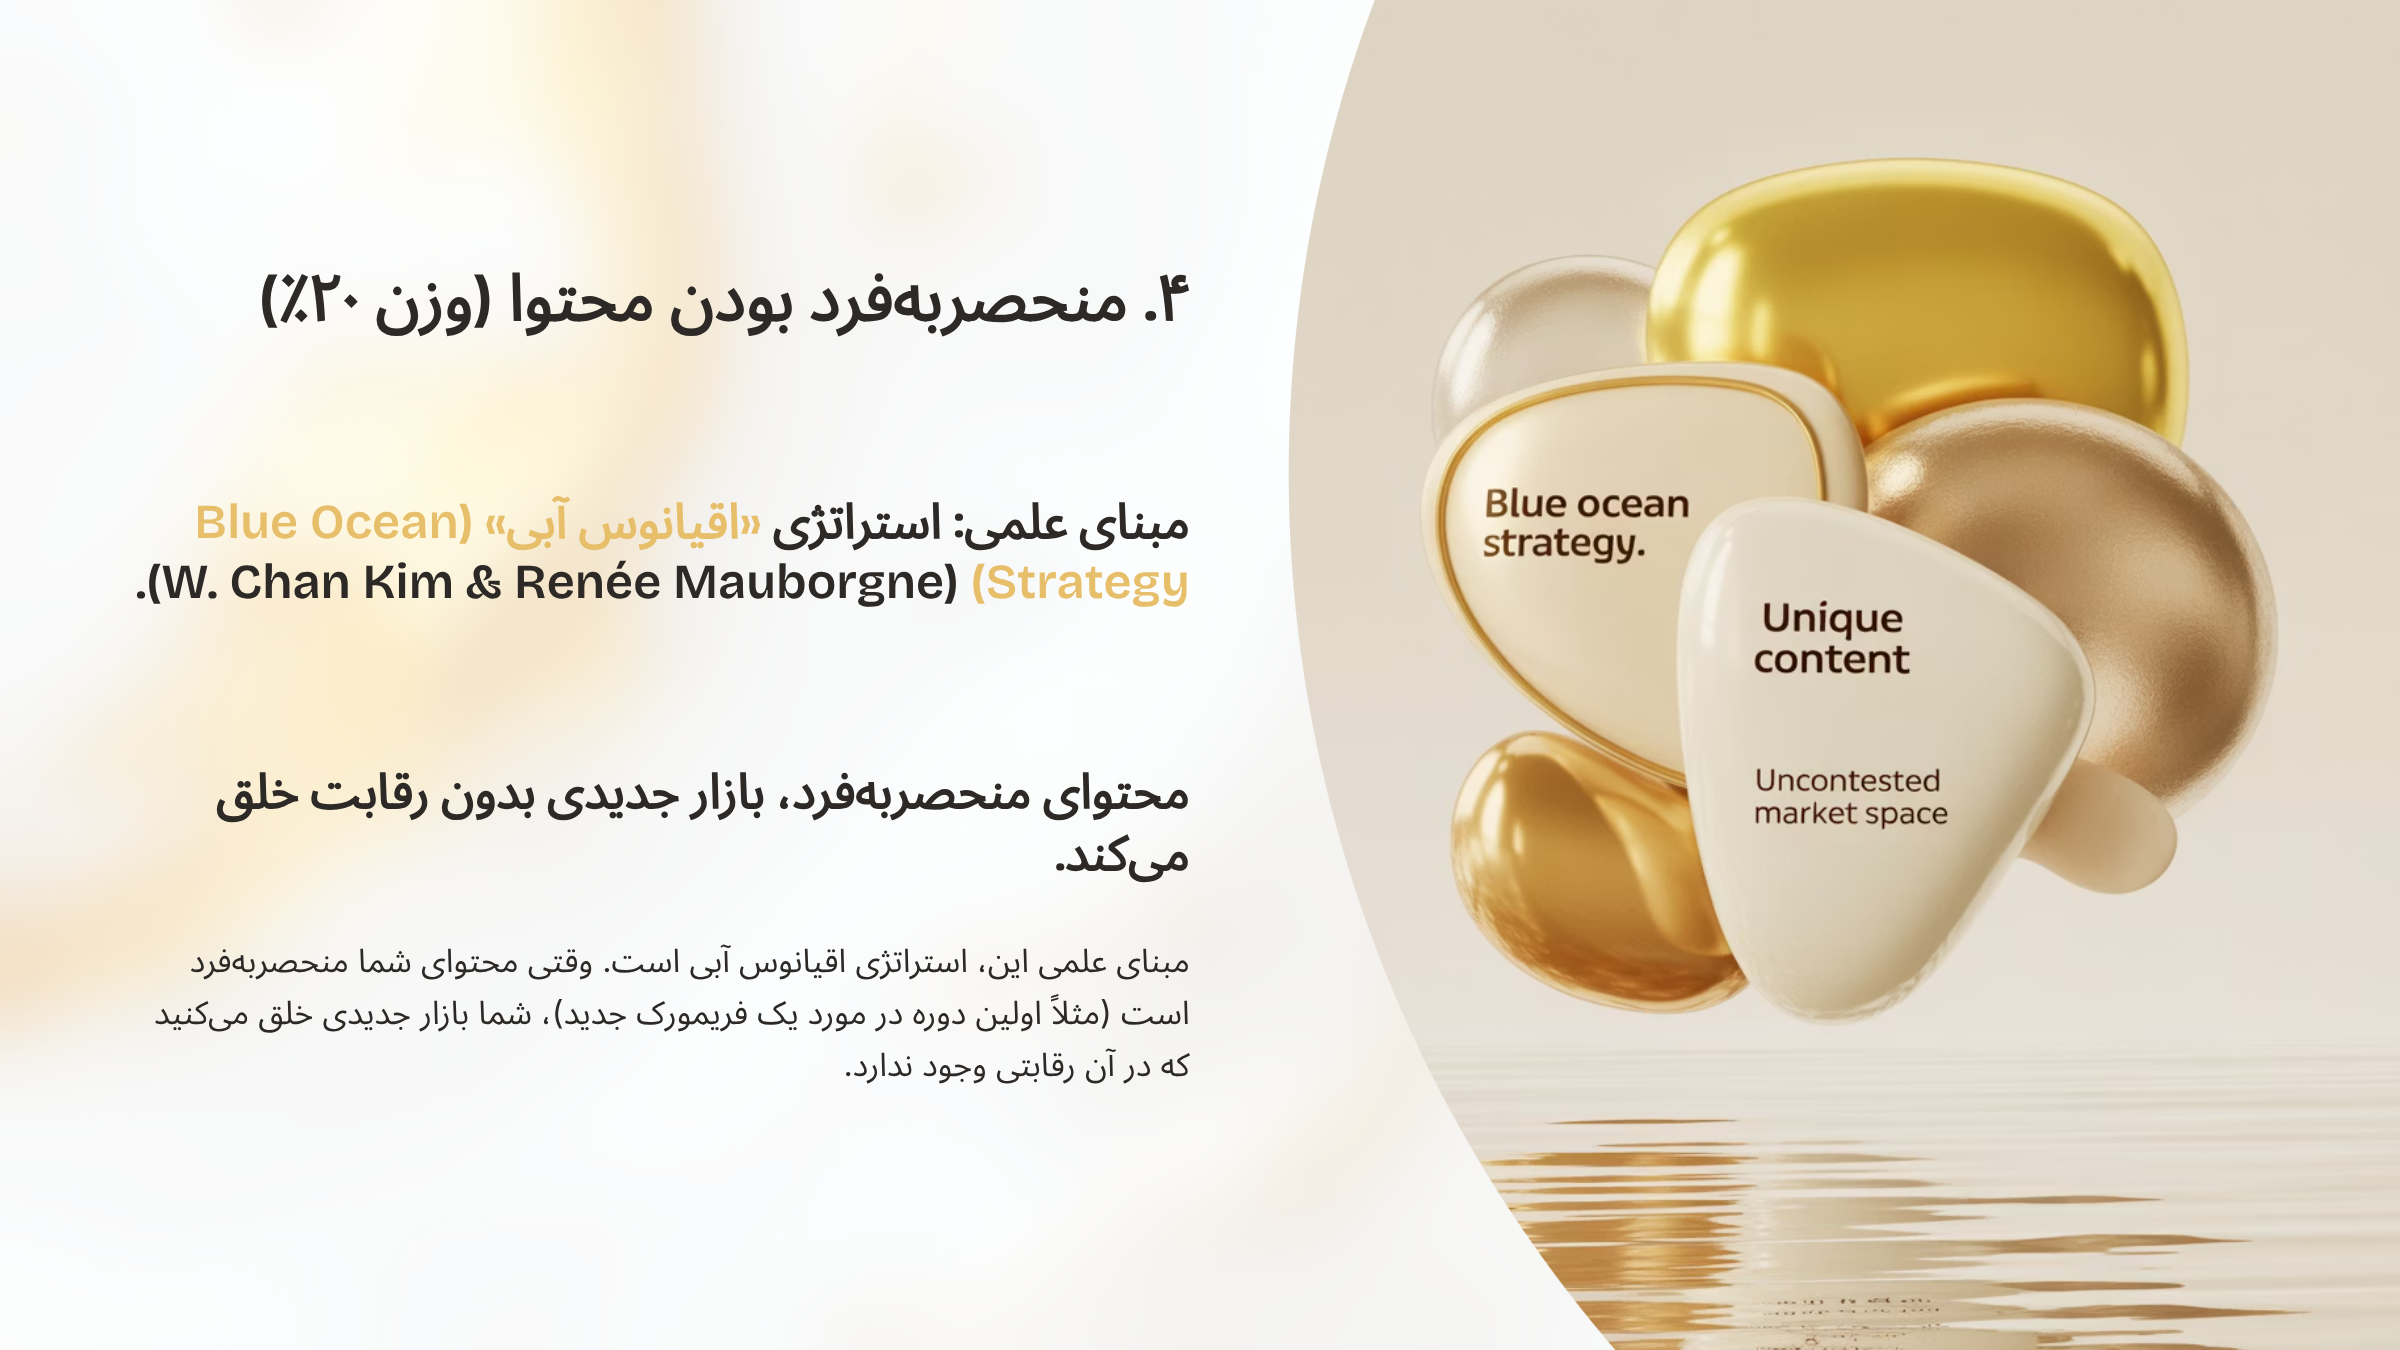 ۴. منحصربه‌فرد بودن محتوا (وزن ۲۰٪)
مبنای علمی: استراتژی «اقیانوس آبی» (Blue Ocean
Strategy) (W. Chan Kim & Renée Mauborgne).
محتوای منحصربه‌فرد، بازار جدیدی بدون رقابت خلق
می‌کند.
مبنای علمی این، استراتژی اقیانوس آبی است. وقتی محتوای شما منحصربه‌فرد
است (مثلاً اولین دوره در مورد یک فریمورک جدید)، شما بازار جدیدی خلق می‌کنید
که در آن رقابتی وجود ندارد.
Blue ocean
strategy.
Unique
content
Uncontested
market space